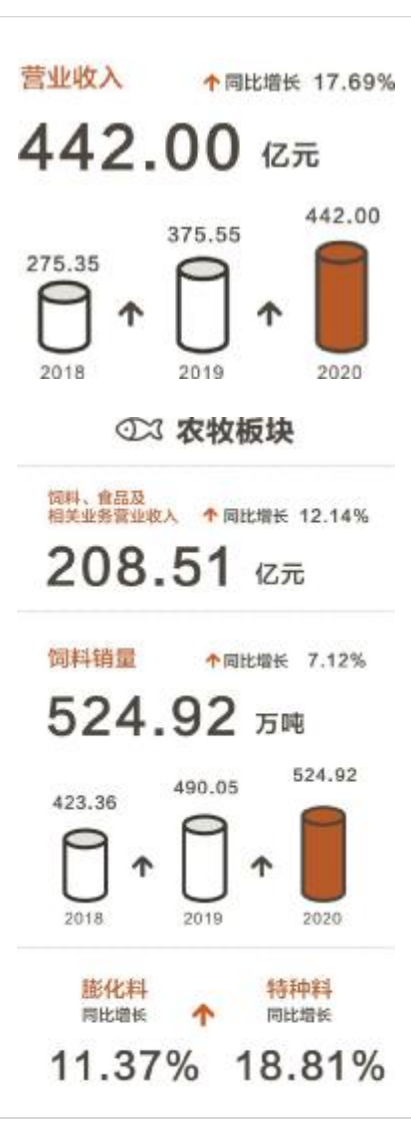 营业收入
↑同比增长 17.69%
442.00 亿元
275.35
375.55
442.00
2018
2019
2020
农牧板块
饲料、食品及
相关业务营业收入
↑同比增长 12.14%
208.51 亿元
饲料销量
↑同比增长 7.12%
524.92 万吨
423.36
490.05
524.92
2018
2019
2020
膨化料
特种料
同比增长
同比增长
11.37%
18.81%